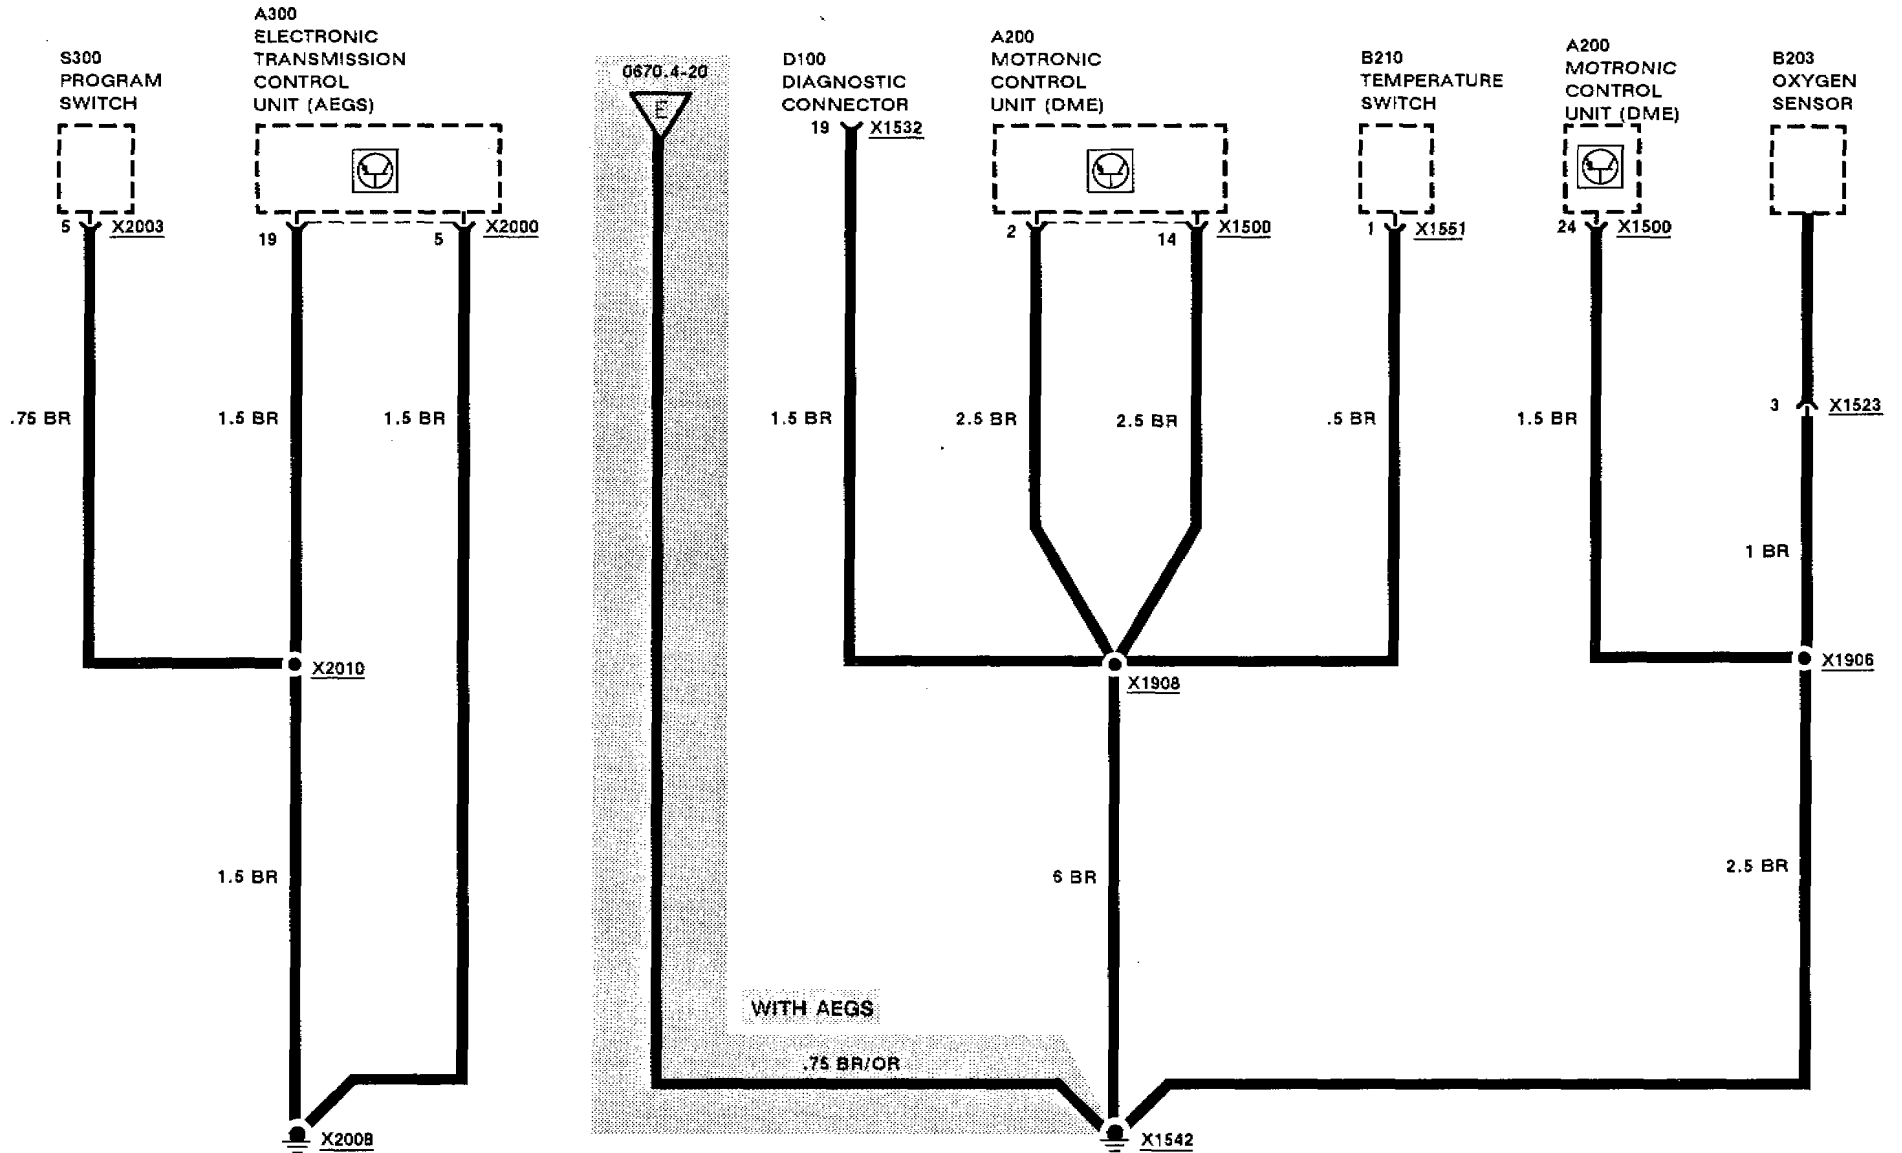 S300
PROGRAM
SWITCH
A300
ELECTRONIC
TRANSMISSION
CONTROL
UNIT (AEGS)
0670.4-20
E
D100
DIAGNOSTIC
CONNECTOR
A200
MOTRONIC
CONTROL
UNIT (DME)
B210
TEMPERATURE
SWITCH
A200
MOTRONIC
CONTROL
UNIT (DME)
B203
OXYGEN
SENSOR
19 X1532
5 X2003
19
5 X2000
2
14 X1500
1 X1551
24 X1500
3 X1523
.75 BR
1.5 BR
1.5 BR
1.5 BR
2.5 BR
2.5 BR
.5 BR
1.5 BR
1 BR
X2010
X1908
X1906
1.5 BR
6 BR
2.5 BR
WITH AEGS
.75 BR/OR
X2008
X1542